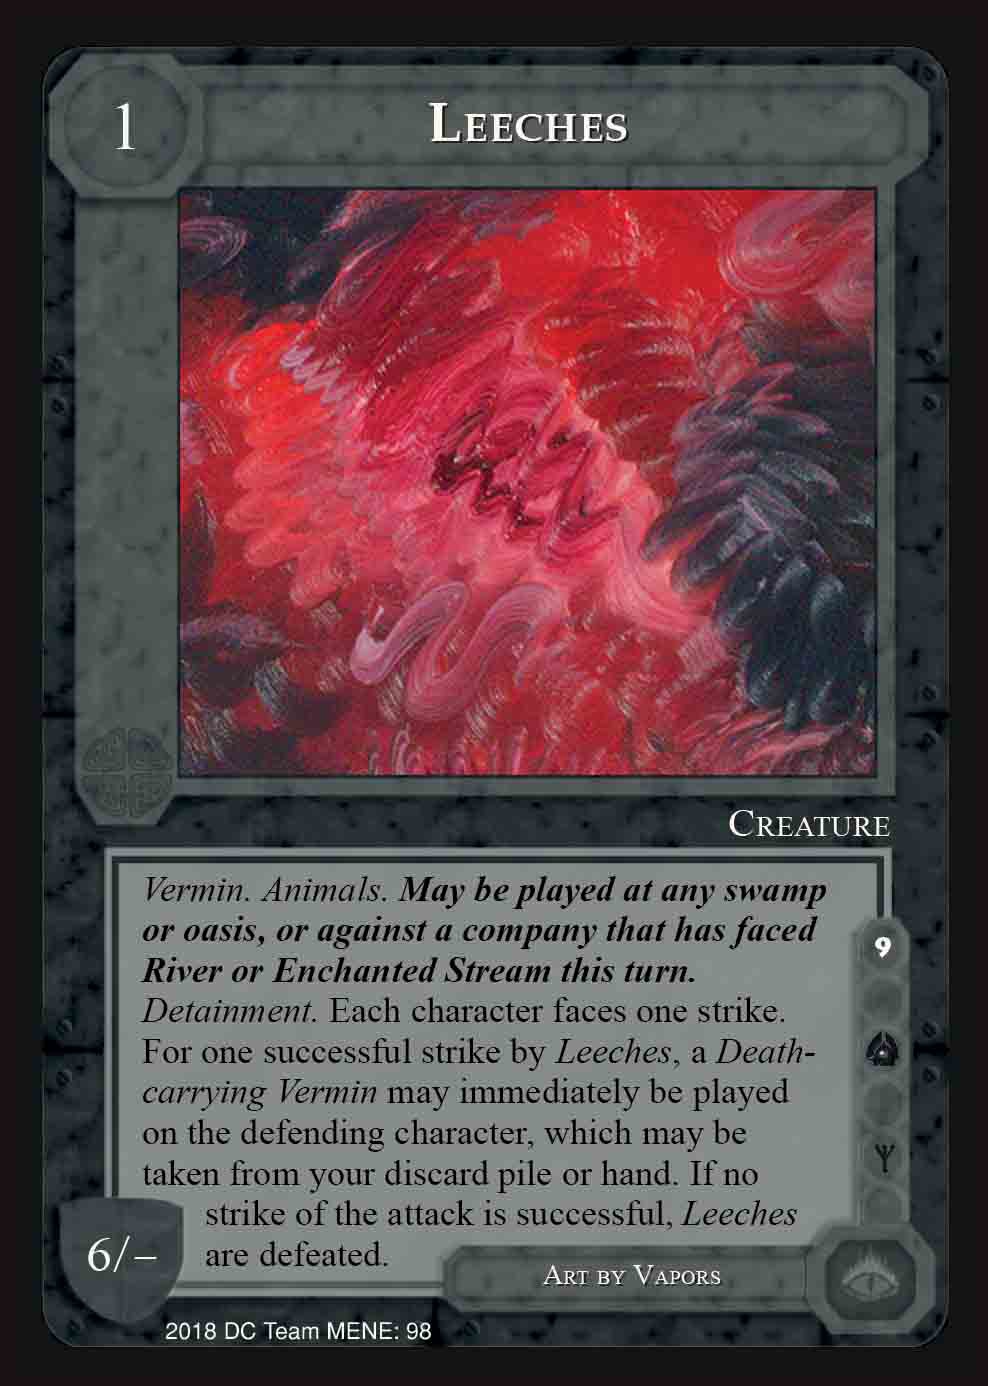 1
Leeches
Creature
Vermin. Animals. May be played at any swamp
or oasis, or against a company that has faced
River or Enchanted Stream this turn.
Detainment. Each character faces one strike.
For one successful strike by Leeches, a Death-
carrying Vermin may immediately be played
on the defending character, which may be
taken from your discard pile or hand. If no
strike of the attack is successful, Leeches
are defeated.
9
6/–
Art by Vapors
2018 DC Team MENE: 98